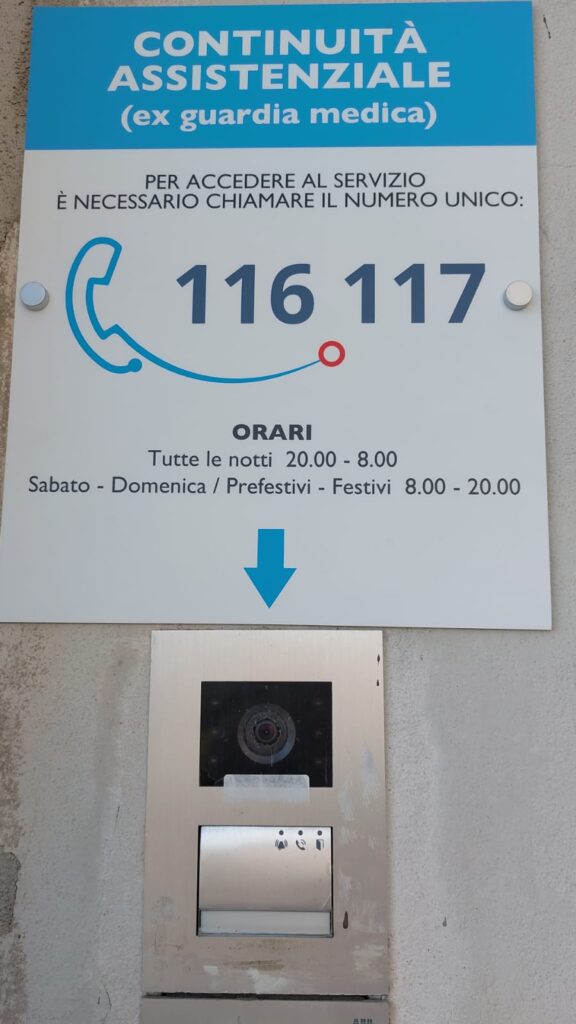 CONTINUITÀ
ASSISTENZIALE
(ex guardia medica)
PER ACCEDERE AL SERVIZIO
È NECESSARIO CHIAMARE IL NUMERO UNICO:
116 117
ORARI
Tutte le notti 20.00 - 8.00
Sabato - Domenica / Prefestivi - Festivi 8.00 - 20.00
ABB